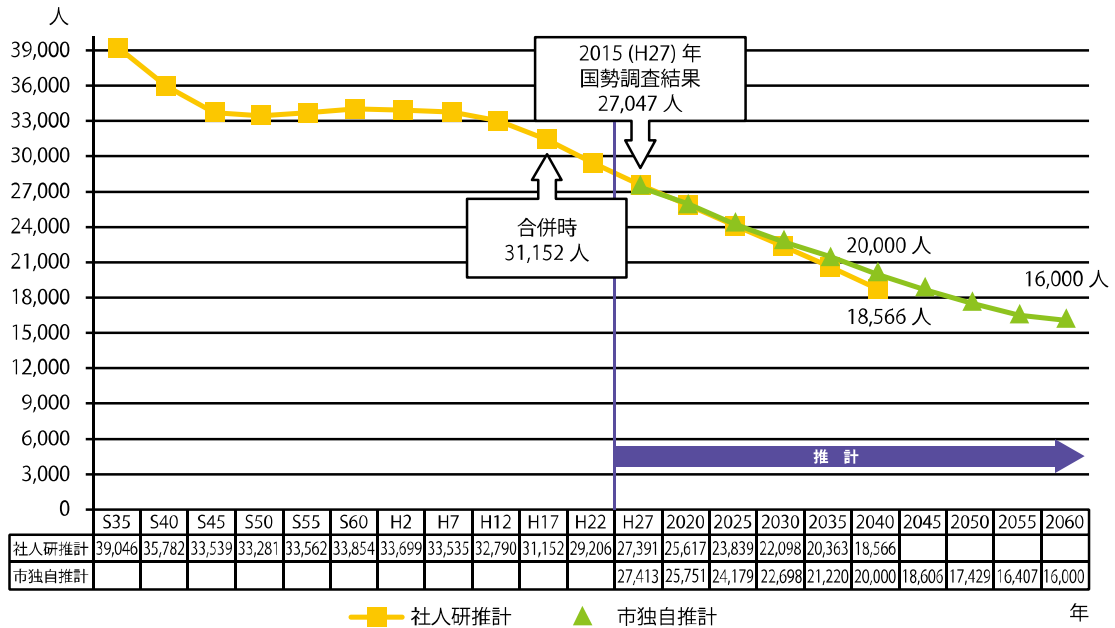 人
39,000
36,000
33,000
30,000
27,000
24,000
21,000
18,000
15,000
12,000
9,000
6,000
3,000
0
2015 (H27) 年
国勢調査結果
27,047 人
合併時
31,152 人
20,000 人
18,566 人
16,000 人
推 計
S35 S40 S45 S50 S55 S60 H2 H7 H12 H17 H22 H27 2020 2025 2030 2035 2040 2045 2050 2055 2060
社人研推計 39,046 35,782 33,539 33,281 33,562 33,854 33,699 33,535 32,790 31,152 29,206 27,391 25,617 23,839 22,098 20,363 18,566
市独自推計 27,413 25,751 24,179 22,698 21,220 20,000 18,606 17,429 16,407 16,000
社人研推計 市独自推計
年